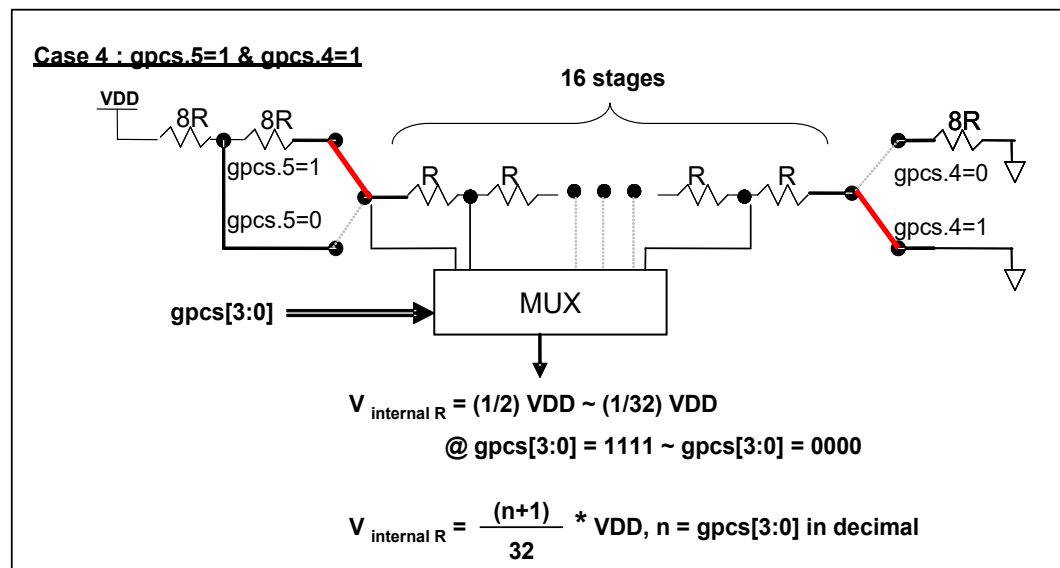 Case 4 : gpcs.5=1 & gpcs.4=1
16 stages
VDD
8R 8R 8R
gpcs.5=1 R R R R gpcs.4=0
gpcs.5=0 gpcs.4=1
MUX
gpcs[3:0]
V internal R = (1/2) VDD ~ (1/32) VDD
@ gpcs[3:0] = 1111 ~ gpcs[3:0] = 0000
V internal R = (n+1) / 32 * VDD, n = gpcs[3:0] in decimal